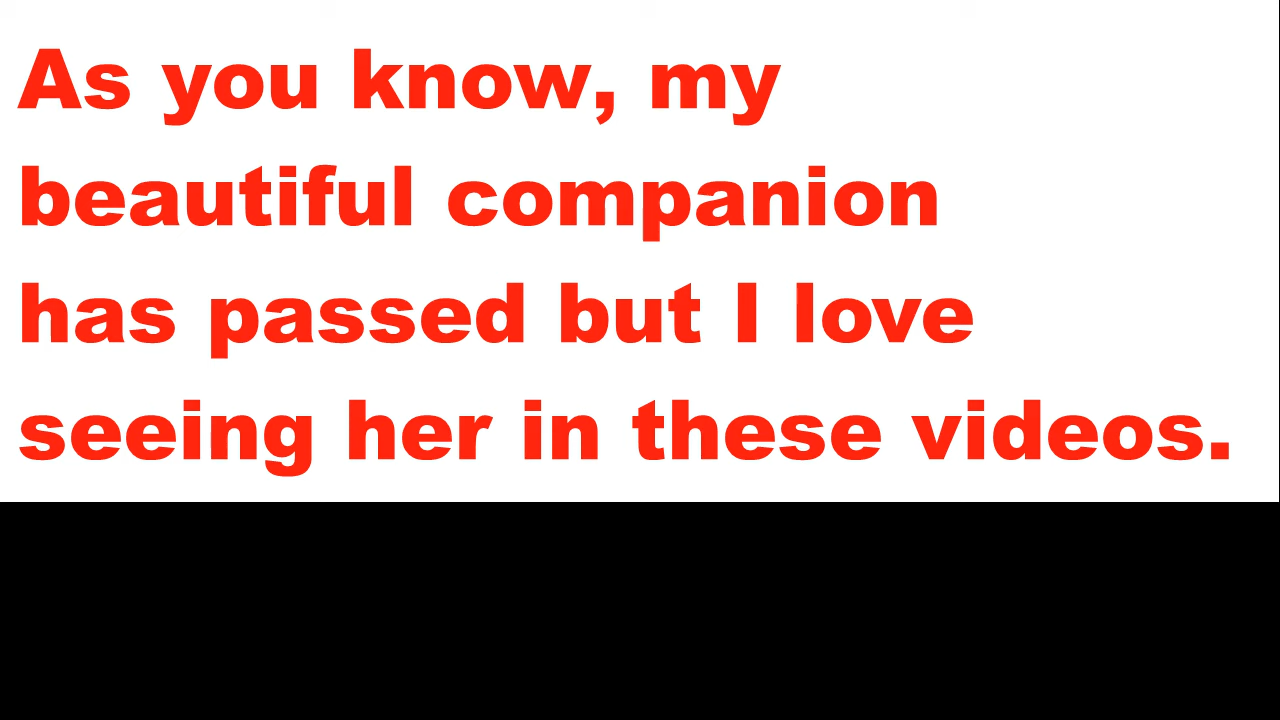 As you know, my
beautiful companion
has passed but I love
seeing her in these videos.